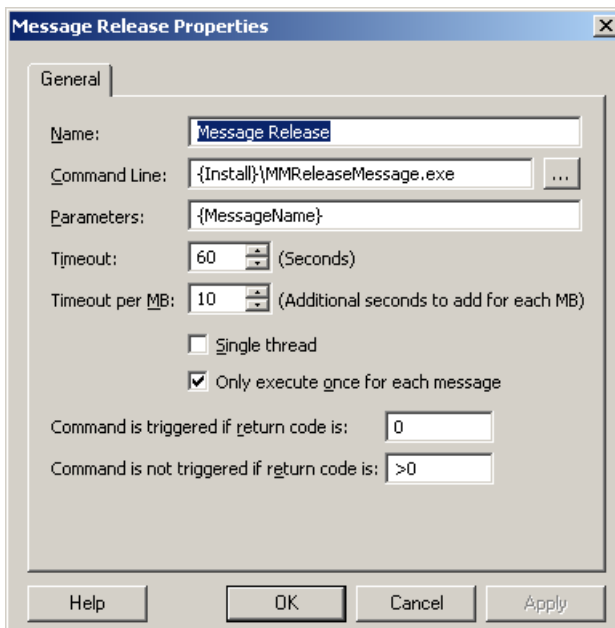 Message Release Properties
General
Name: Message Release
Command Line: {Install}\MMReleaseMessage.exe ...
Parameters: {MessageName}
Timeout: 60 (Seconds)
Timeout per MB: 10 (Additional seconds to add for each MB)
Single thread
Only execute once for each message
Command is triggered if return code is: 0
Command is not triggered if return code is: >0
Help OK Cancel Apply